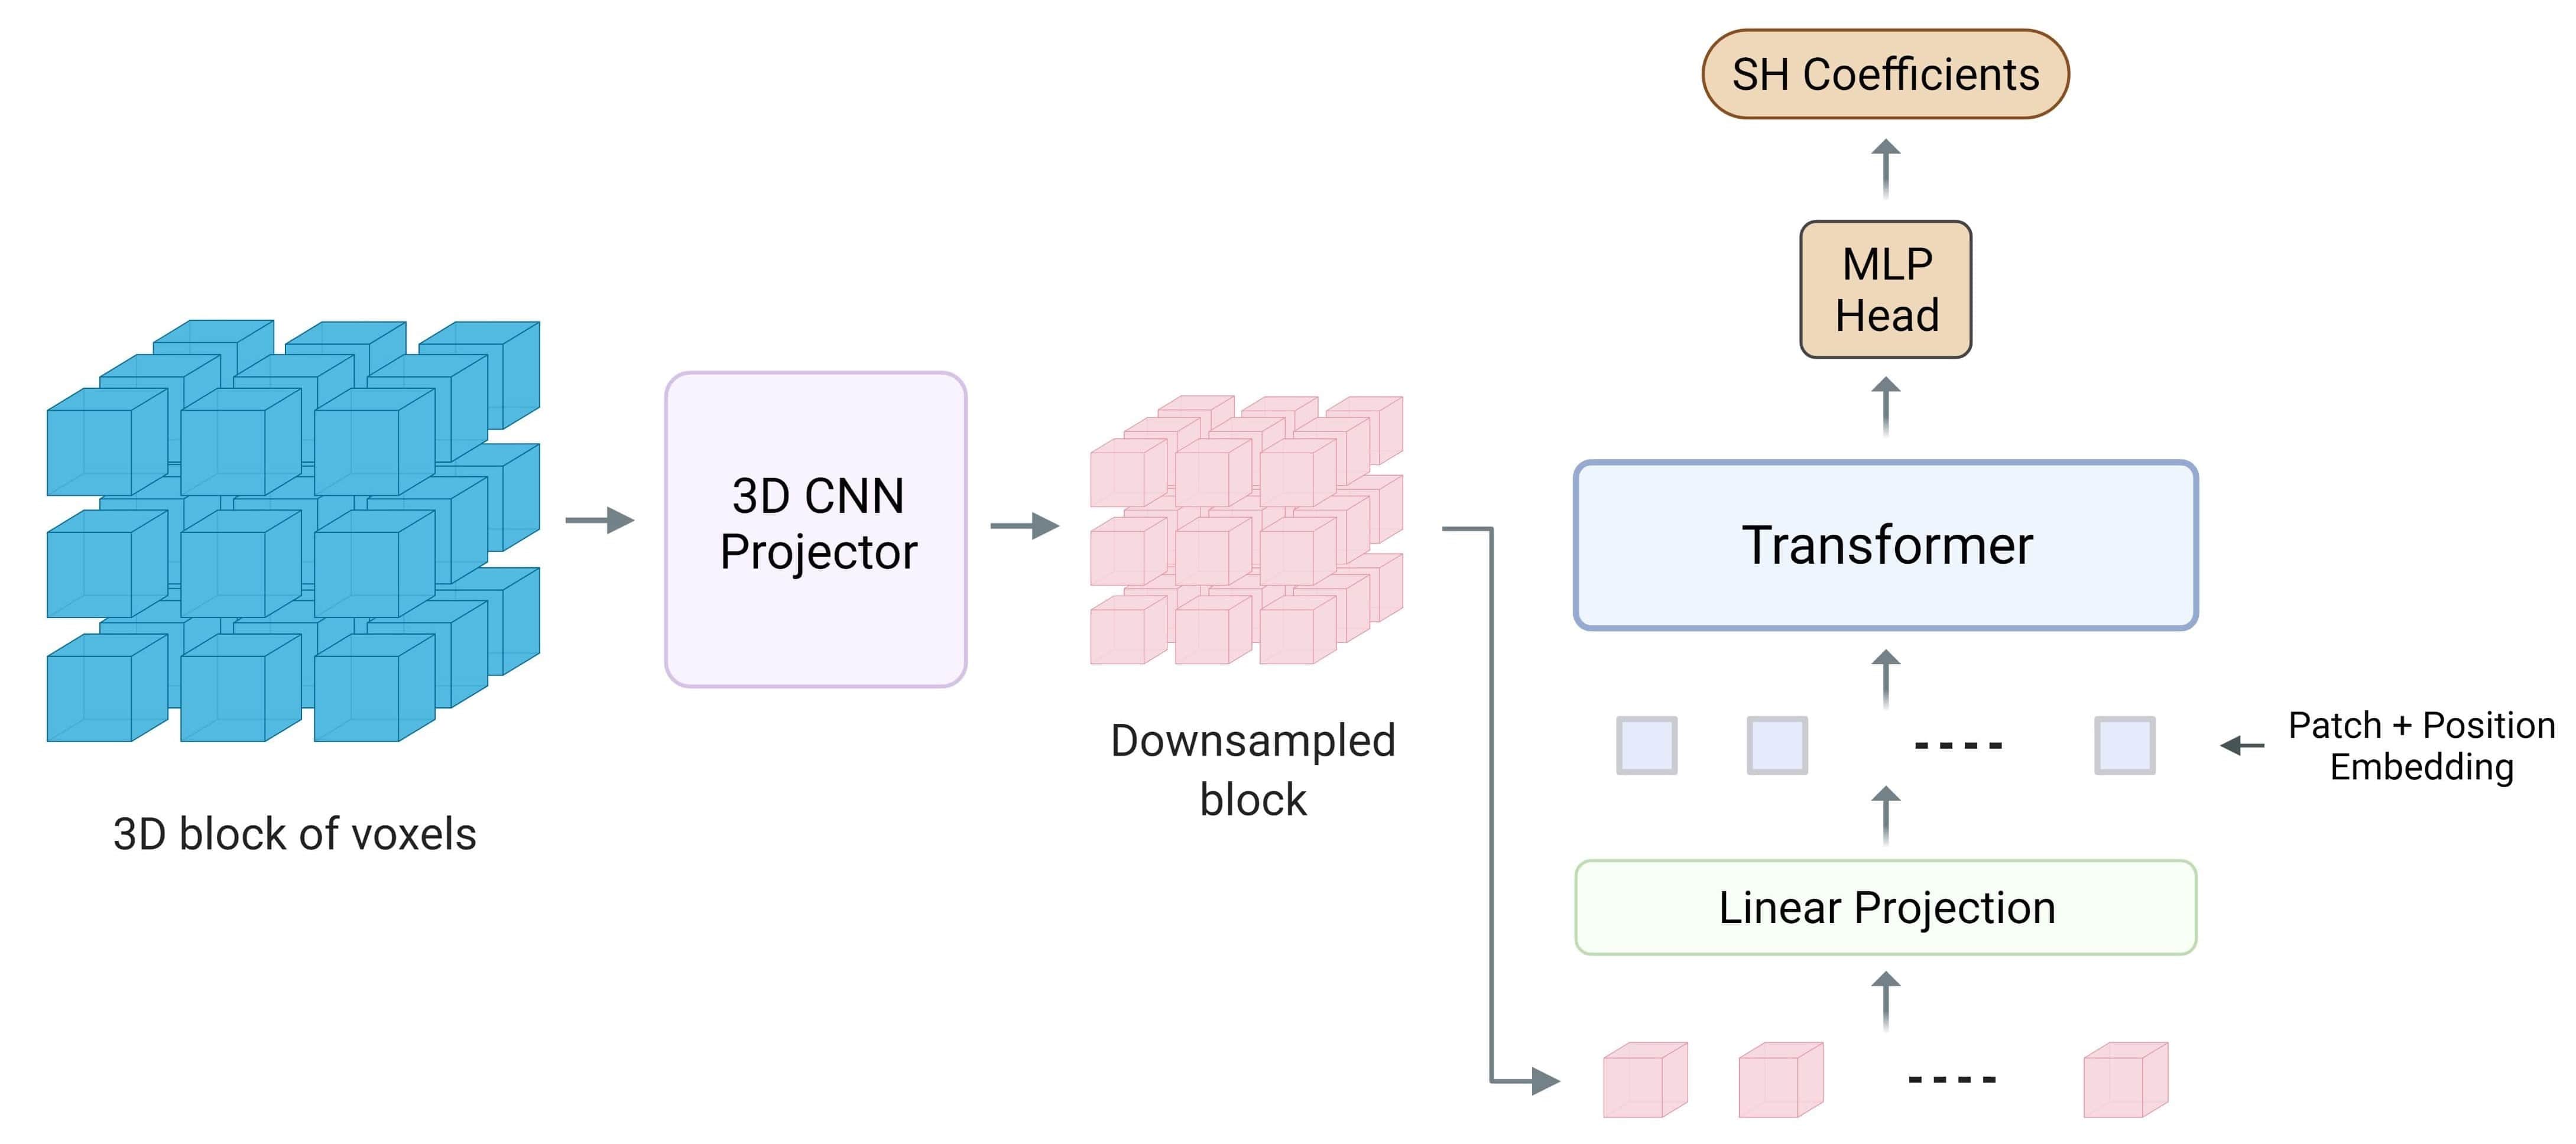 SH Coefficients
MLP
Head
3D CNN
Projector
Transformer
Downsampled
block
Patch + Position
Embedding
3D block of voxels
Linear Projection